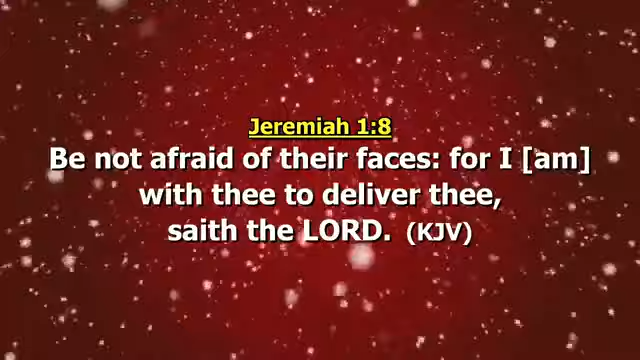 Jeremiah 1:8
Be not afraid of their faces: for I [am]
with thee to deliver thee,
saith the LORD. (KJV)